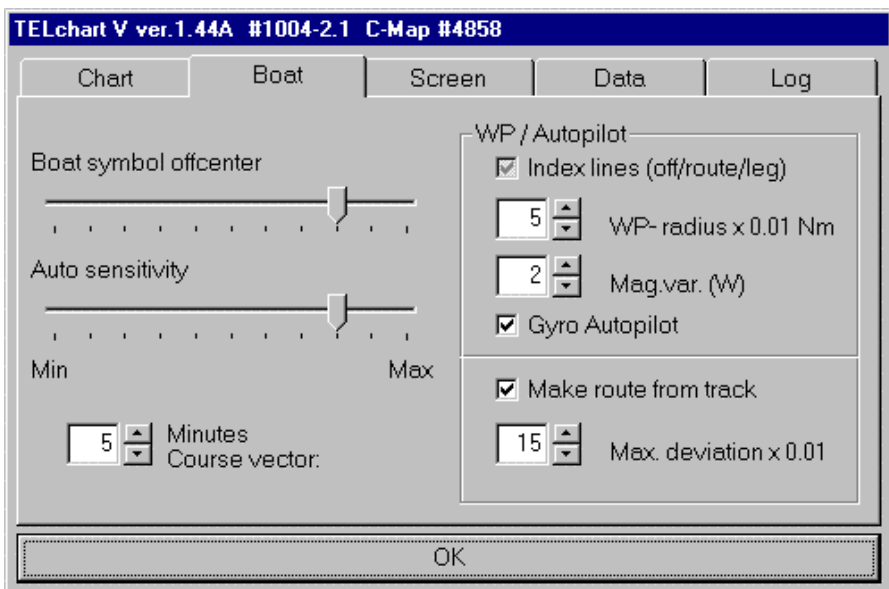 TELchart V ver.1.44A #1004-2.1 C-Map #4858
Chart
Boat
Screen
Data
Log
Boat symbol offcenter
Auto sensitivity
Min
Max
5
Minutes
Course vector:
WP / Autopilot
Index lines (off/route/leg)
5
WP- radius x 0.01 Nm
2
Mag.var. (W)
Gyro Autopilot
Make route from track
15
Max. deviation x 0.01
OK